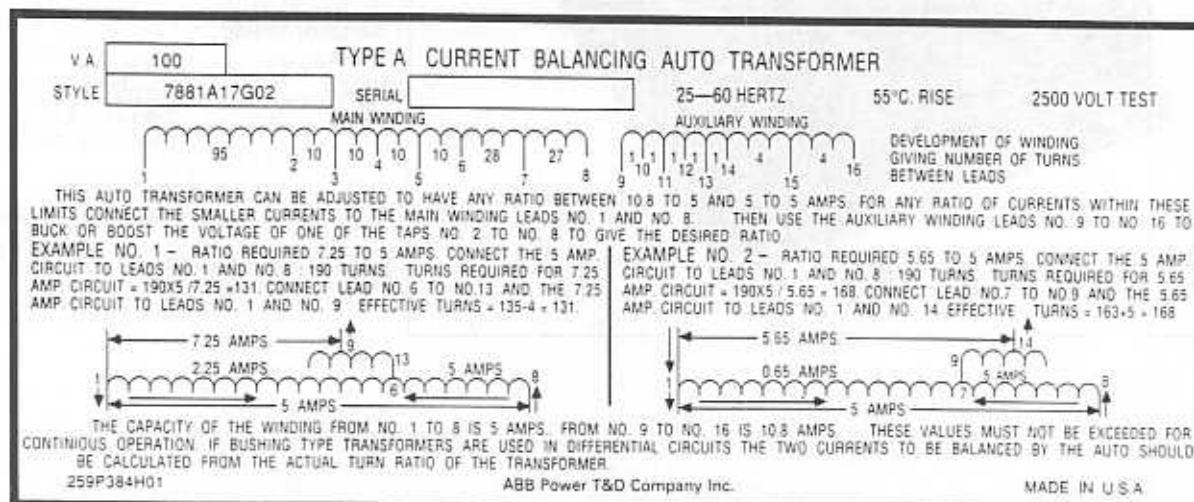 V.A. 100 TYPE A CURRENT BALANCING AUTO TRANSFORMER
STYLE 7881A17G02 SERIAL 25—60 HERTZ 55°C. RISE 2500 VOLT TEST
MAIN WINDING AUXILIARY WINDING
95 10 10 10 10 28 27
1 2 3 4 5 6 7 8
1 1 1 1 1 4 4
9 10 11 12 13 14 15 16
DEVELOPMENT OF WINDING
GIVING NUMBER OF TURNS
BETWEEN LEADS
THIS AUTO TRANSFORMER CAN BE ADJUSTED TO HAVE ANY RATIO BETWEEN 10.8 TO 5 AND 5 TO 5 AMPS. FOR ANY RATIO OF CURRENTS WITHIN THESE
LIMITS CONNECT THE SMALLER CURRENTS TO THE MAIN WINDING LEADS NO. 1 AND NO. 8. THEN USE THE AUXILIARY WINDING LEADS NO. 9 TO NO 16 TO
BUCK OR BOOST THE VOLTAGE OF ONE OF THE TAPS NO. 2 TO NO. 8 TO GIVE THE DESIRED RATIO.
EXAMPLE NO. 1 – RATIO REQUIRED 7.25 TO 5 AMPS. CONNECT THE 5 AMP.
CIRCUIT TO LEADS NO. 1 AND NO. 8 : 190 TURNS TURNS REQUIRED FOR 7.25
AMP. CIRCUIT = 190X5 /7.25 =131. CONNECT LEAD NO. 6 TO NO.13 AND THE 7.25
AMP. CIRCUIT TO LEADS NO. 1 AND NO. 9 EFFECTIVE TURNS = 135-4 = 131.
7.25 AMPS. 9 13
2.25 AMPS 5 AMPS
1 6 8
5 AMPS
EXAMPLE NO. 2 – RATIO REQUIRED 5.65 TO 5 AMPS. CONNECT THE 5 AMP.
CIRCUIT TO LEADS NO. 1 AND NO. 8 : 190 TURNS TURNS REQUIRED FOR 5.65
AMP. CIRCUIT = 190X5 / 5.65 = 168. CONNECT LEAD NO.7 TO NO 9 AND THE 5.65
AMP. CIRCUIT TO LEADS NO. 1 AND NO. 14 EFFECTIVE TURNS = 163+5 = 168
5.65 AMPS 14
9
0.65 AMPS 5 AMPS
1 7 8
5 AMPS
THE CAPACITY OF THE WINDING FROM NO. 1 TO 8 IS 5 AMPS. FROM NO. 9 TO NO. 16 IS 10.8 AMPS THESE VALUES MUST NOT BE EXCEEDED FOR
CONTINIOUS OPERATION. IF BUSHING TYPE TRANSFORMERS ARE USED IN DIFFERENTIAL CIRCUITS THE TWO CURRENTS TO BE BALANCED BY THE AUTO SHOULD
BE CALCULATED FROM THE ACTUAL TURN RATIO OF THE TRANSFORMER.
259P384H01 ABB Power T&D Company Inc. MADE IN U.S.A